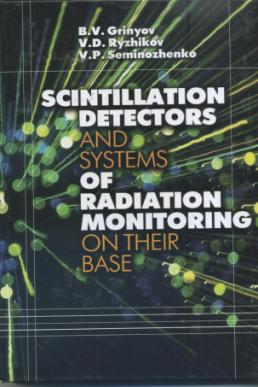 B.V. Grinyov
V.D. Ryzhikov
V.P. Seminozhenko
SCINTILLATION
DETECTORS
AND
SYSTEMS
OF
RADIATION
MONITORING
ON THEIR
BASE